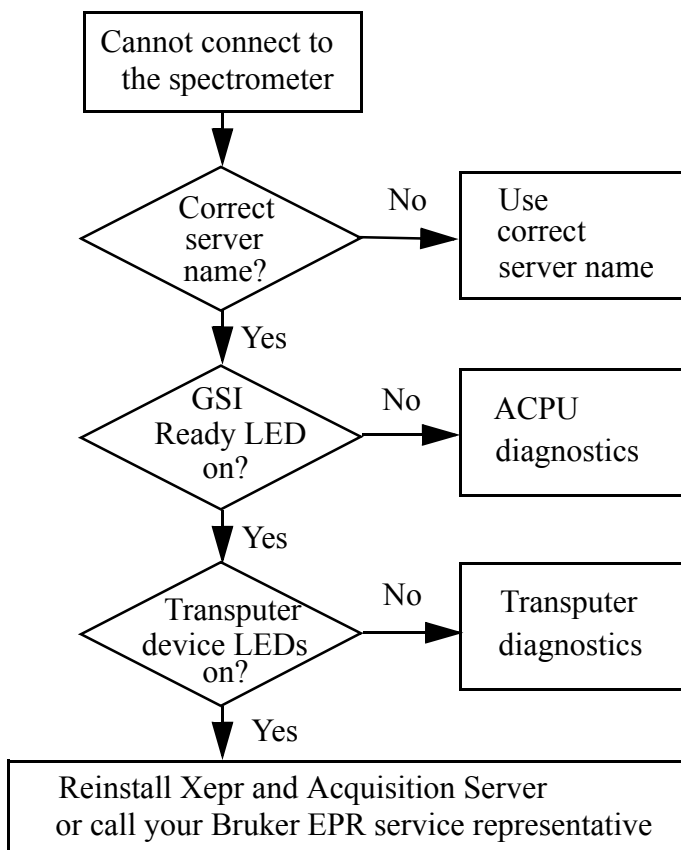 Cannot connect to
the spectrometer
Correct
server
name?
No
Use
correct
server name
Yes
GSI
Ready LED
on?
No
ACPU
diagnostics
Yes
Transputer
device LEDs
on?
No
Transputer
diagnostics
Yes
Reinstall Xepr and Acquisition Server
or call your Bruker EPR service representative